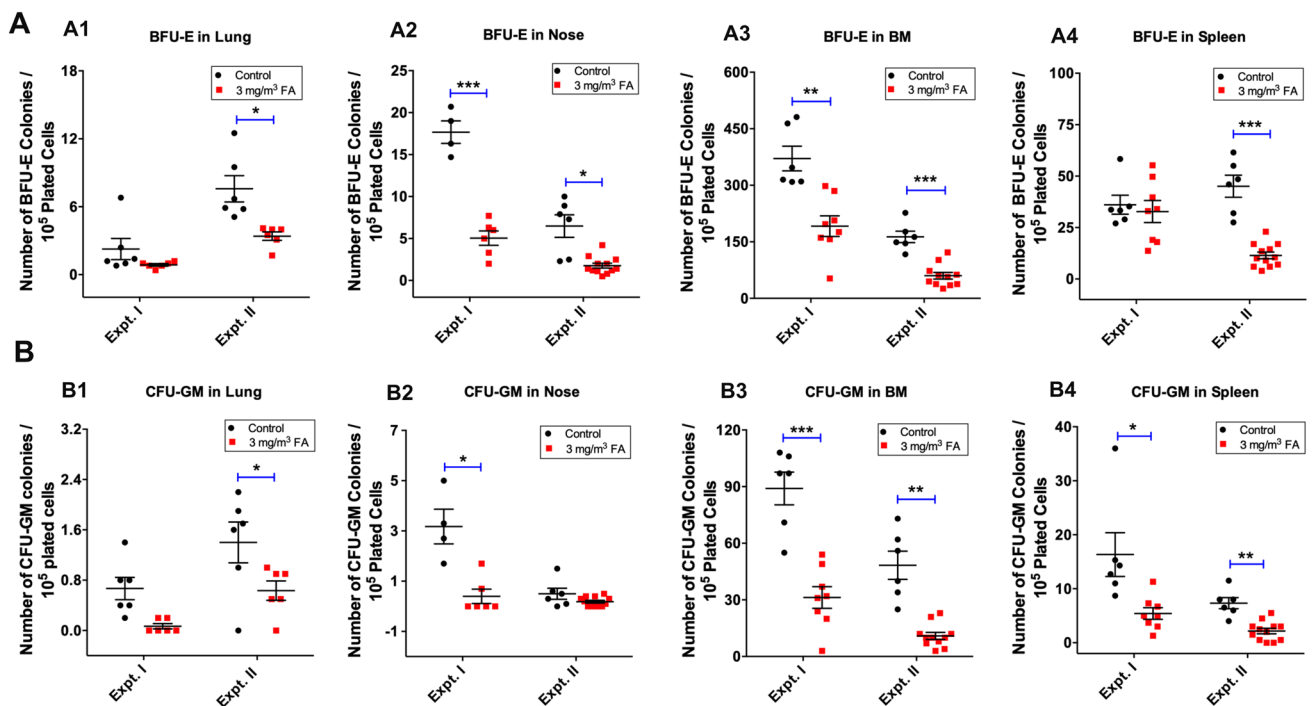 A
A1
BFU-E in Lung
Number of BFU-E Colonies /
10⁵ Plated Cells
18
12
6
0
Control
3 mg/m³ FA
*
Expt. I
Expt. II
A2
BFU-E in Nose
Number of BFU-E Colonies /
10⁵ Plated Cells
25
20
15
10
5
0
Control
3 mg/m³ FA
***
*
Expt. I
Expt. II
A3
BFU-E in BM
Number of BFU-E Colonies /
10⁵ Plated Cells
600
450
300
150
0
Control
3 mg/m³ FA
**
***
Expt. I
Expt. II
A4
BFU-E in Spleen
Number of BFU-E Colonies /
10⁵ Plated Cells
100
75
50
25
0
Control
3 mg/m³ FA
***
Expt. I
Expt. II
B
B1
CFU-GM in Lung
Number of CFU-GM colonies /
10⁵ plated cells
3.2
2.4
1.6
0.8
0.0
Control
3 mg/m³ FA
*
Expt. I
Expt. II
B2
CFU-GM in Nose
Number of CFU-GM Colonies /
10⁵ Plated Cells
7
5
3
1
-1
Control
3 mg/m³ FA
*
Expt. I
Expt. II
B3
CFU-GM in BM
Number of CFU-GM Colonies /
10⁵ Plated Cells
120
90
60
30
0
Control
3 mg/m³ FA
***
**
Expt. I
Expt. II
B4
CFU-GM in Spleen
Number of CFU-GM Colonies /
10⁵ Plated Cells
40
30
20
10
0
Control
3 mg/m³ FA
*
**
Expt. I
Expt. II